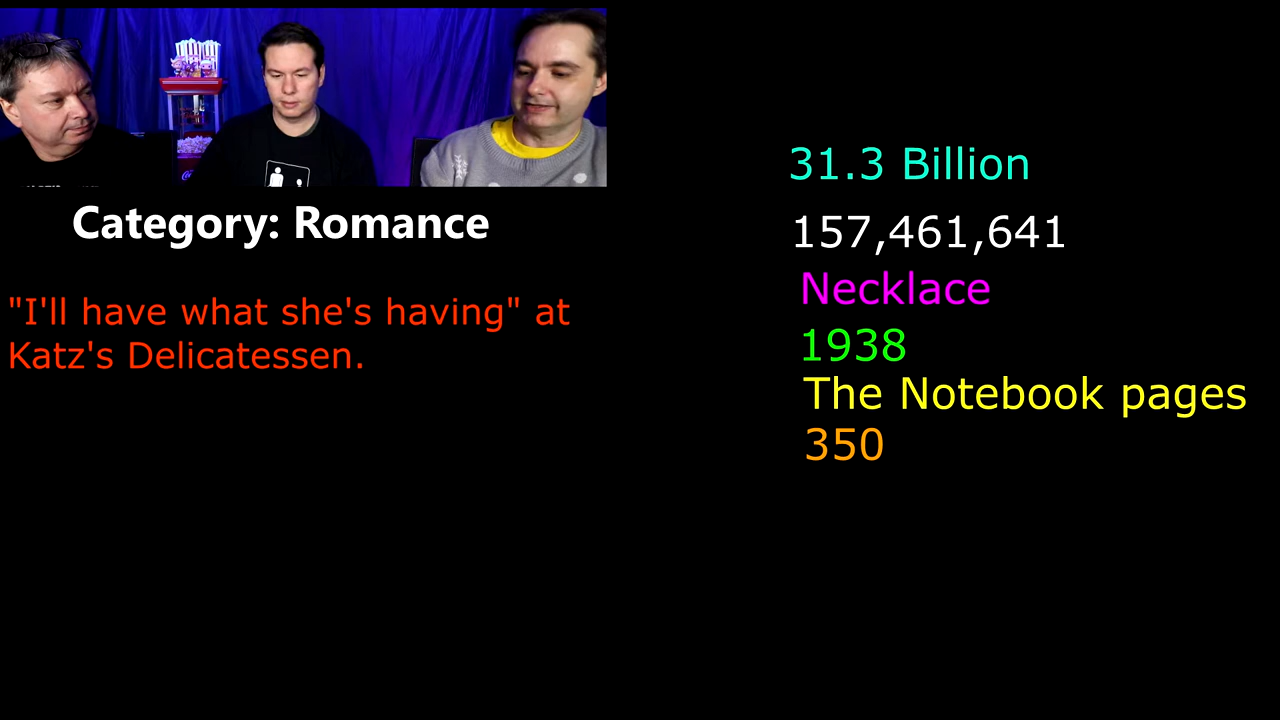 Category: Romance
"I'll have what she's having" at
Katz's Delicatessen.
31.3 Billion
157,461,641
Necklace
1938
The Notebook pages
350